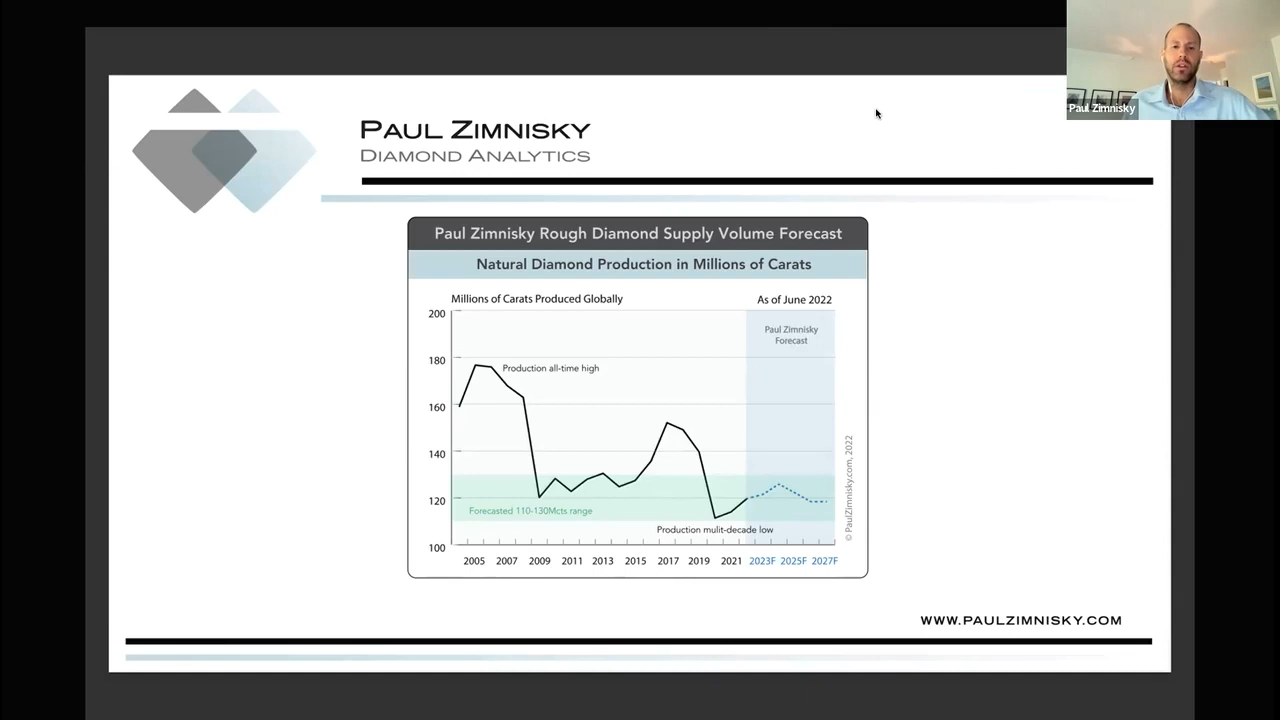 Paul Zimnisky
PAUL ZIMNISKY
DIAMOND ANALYTICS
Paul Zimnisky Rough Diamond Supply Volume Forecast
Natural Diamond Production in Millions of Carats
Millions of Carats Produced Globally
As of June 2022
200
180
160
140
120
100
Paul Zimnisky
Forecast
Production all-time high
Forecasted 110-130Mcts range
Production mulit-decade low
2005 2007 2009 2011 2013 2015 2017 2019 2021 2023F 2025F 2027F
© PaulZimnisky.com, 2022
WWW.PAULZIMNISKY.COM